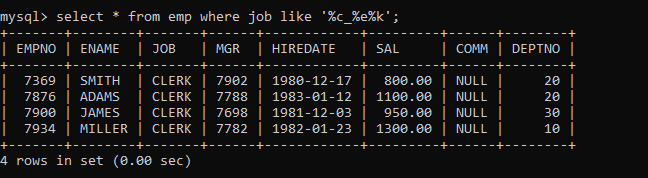 mysql> select * from emp where job like '%c_%e%k';
+-------+--------+-------+------+------------+---------+------+--------+
| EMPNO | ENAME  | JOB   | MGR  | HIREDATE   | SAL     | COMM | DEPTNO |
+-------+--------+-------+------+------------+---------+------+--------+
|  7369 | SMITH  | CLERK | 7902 | 1980-12-17 |  800.00 | NULL |     20 |
|  7876 | ADAMS  | CLERK | 7788 | 1983-01-12 | 1100.00 | NULL |     20 |
|  7900 | JAMES  | CLERK | 7698 | 1981-12-03 |  950.00 | NULL |     30 |
|  7934 | MILLER | CLERK | 7782 | 1982-01-23 | 1300.00 | NULL |     10 |
+-------+--------+-------+------+------------+---------+------+--------+
4 rows in set (0.00 sec)